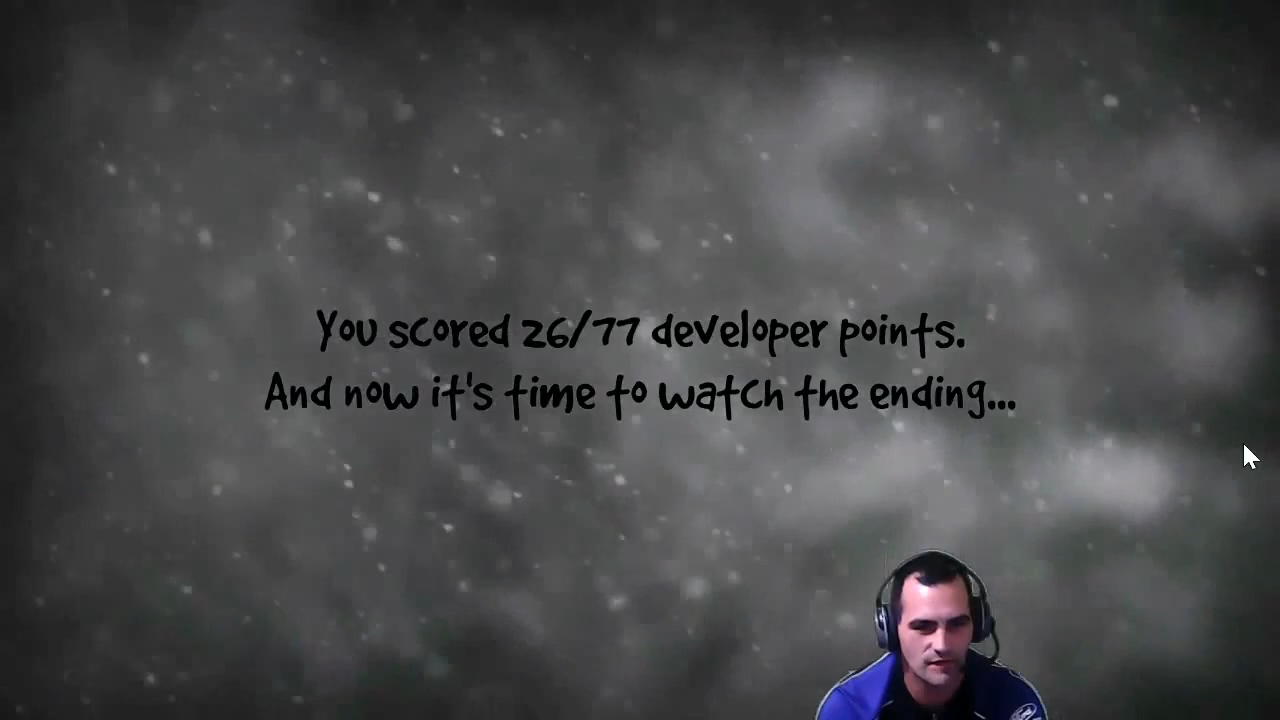 You scored 26/77 developer points.
And now it's time to watch the ending...